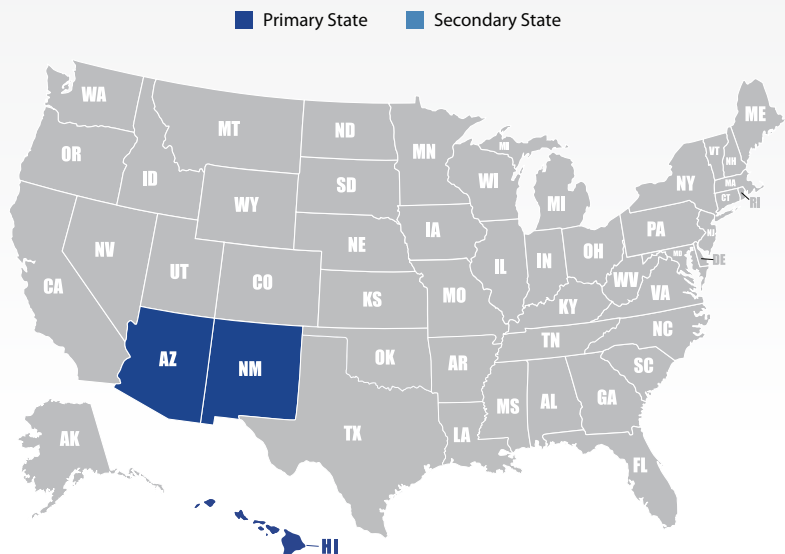 Primary State
Secondary State
WA
MT
ND
MN
MI
ME
OR
ID
SD
WI
VT
NH
WY
MI
NY
MA
CT
RI
NV
NE
IA
PA
NJ
UT
CO
IL
IN
OH
MD
DE
CA
KS
MO
WV
VA
KY
NC
AZ
NM
OK
AR
TN
SC
MS
AL
GA
AK
TX
LA
FL
HI